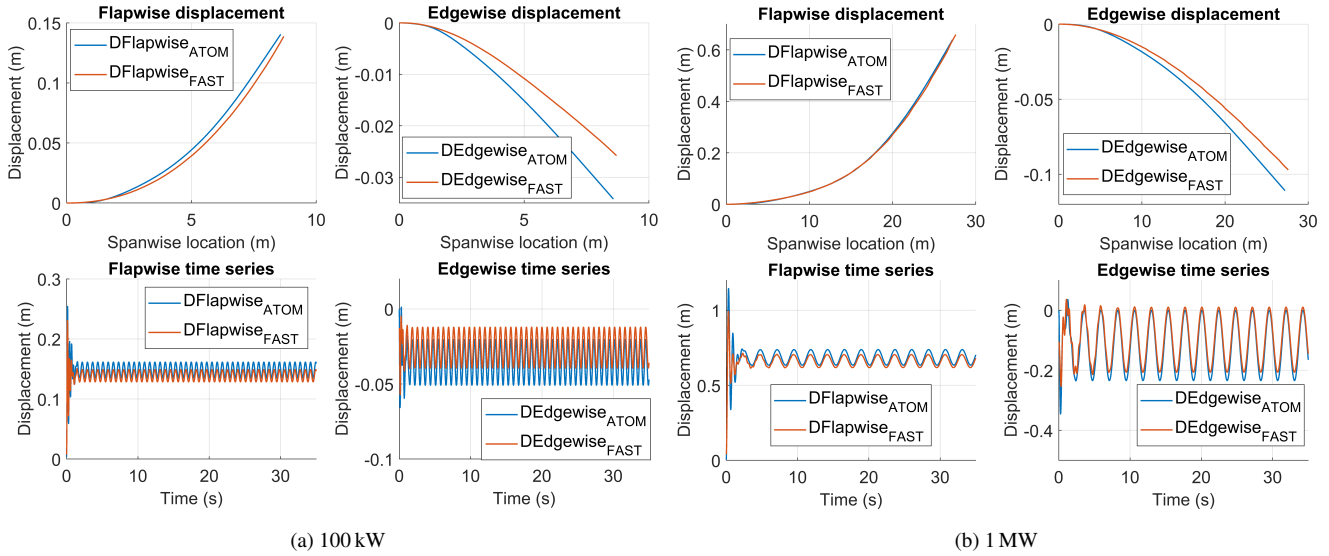 Flapwise displacement
0.15
0.1
0.05
0
Displacement (m)
DFlapwise_ATOM
DFlapwise_FAST
0 5 10
Spanwise location (m)
Edgewise displacement
0
-0.01
-0.02
-0.03
Displacement (m)
DEdgewise_ATOM
DEdgewise_FAST
0 5 10
Spanwise location (m)
Flapwise displacement
0.6
0.4
0.2
0
Displacement (m)
DFlapwise_ATOM
DFlapwise_FAST
0 10 20 30
Spanwise location (m)
Edgewise displacement
0
-0.05
-0.1
Displacement (m)
DEdgewise_ATOM
DEdgewise_FAST
0 10 20 30
Spanwise location (m)
Flapwise time series
0.3
0.2
0.1
0
Displacement (m)
DFlapwise_ATOM
DFlapwise_FAST
0 10 20 30
Time (s)
Edgewise time series
0
-0.05
-0.1
Displacement (m)
DEdgewise_ATOM
DEdgewise_FAST
0 10 20 30
Time (s)
Flapwise time series
1
0.5
0
Displacement (m)
DFlapwise_ATOM
DFlapwise_FAST
0 10 20 30
Time (s)
Edgewise time series
0
-0.2
-0.4
Displacement (m)
DEdgewise_ATOM
DEdgewise_FAST
0 10 20 30
Time (s)
(a) 100 kW
(b) 1 MW